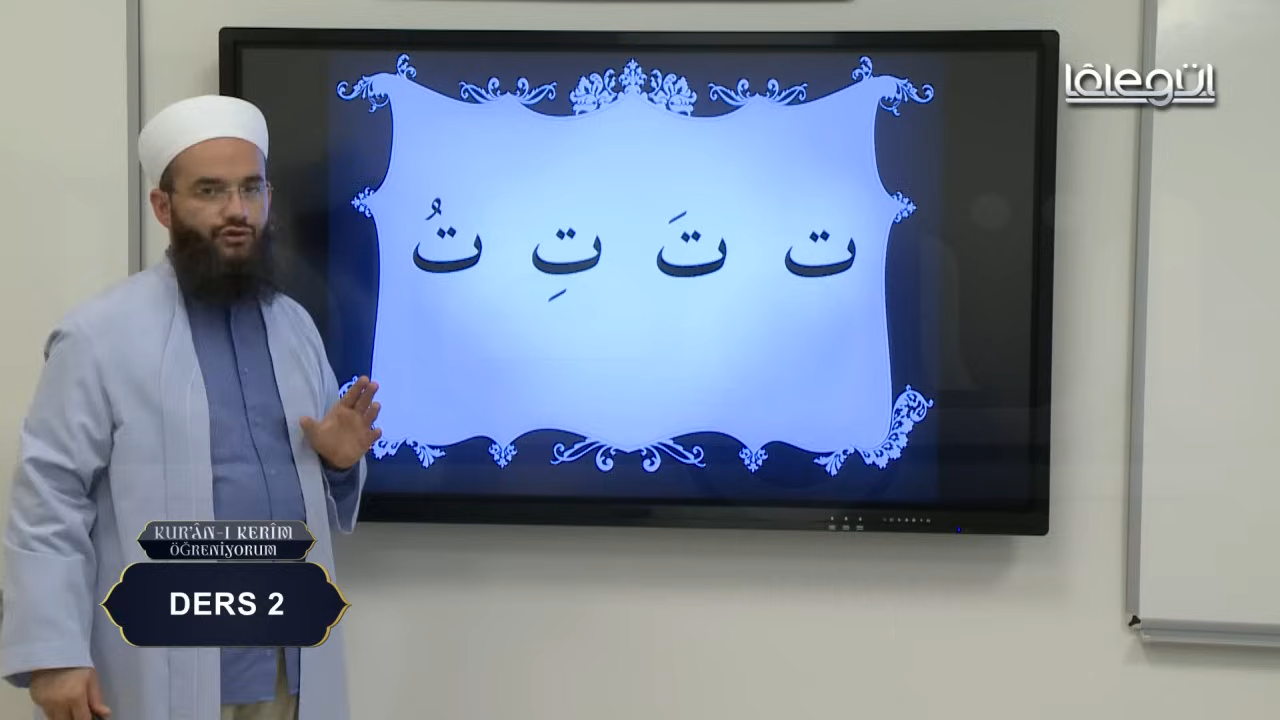 lâlegül
ت تَ تِ تُ
KUR'ÂN-I KERÎM
ÖĞRENİYORUM
DERS 2